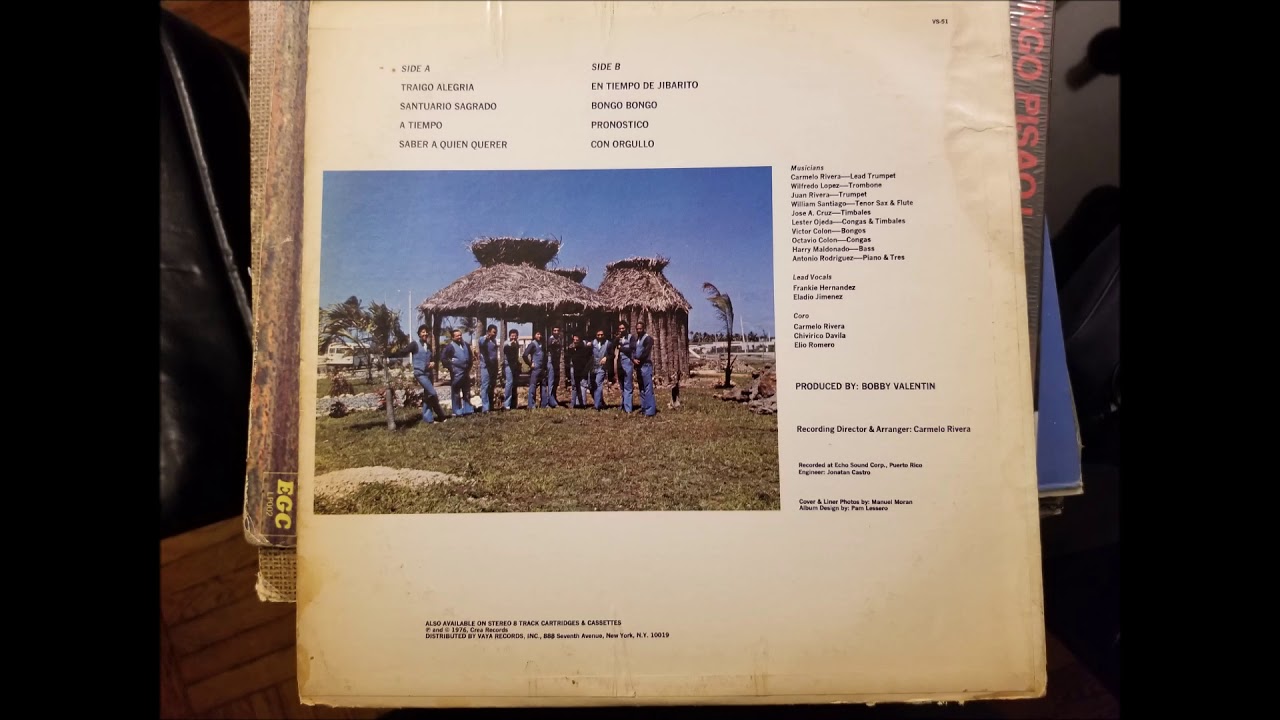 VS-51
SIDE A
TRAIGO ALEGRIA
SANTUARIO SAGRADO
A TIEMPO
SABER A QUIEN QUERER
SIDE B
EN TIEMPO DE JIBARITO
BONGO BONGO
PRONOSTICO
CON ORGULLO
Musicians
Carmelo Rivera—Lead Trumpet
Wilfredo Lopez—Trombone
Juan Rivera—Trumpet
William Santiago—Tenor Sax & Flute
Jose A. Cruz—Timbales
Lester Ojeda—Congas & Timbales
Victor Colon—Bongos
Octavio Colon—Congas
Harry Maldonado—Bass
Antonio Rodriguez—Piano & Tres
Lead Vocals
Frankie Hernandez
Eladio Jimenez
Coro
Carmelo Rivera
Chivirico Davila
Elio Romero
PRODUCED BY: BOBBY VALENTIN
Recording Director & Arranger: Carmelo Rivera
Recorded at Echo Sound Corp., Puerto Rico
Engineer: Jonatan Castro
Cover & Liner Photos by: Manuel Moran
Album Design by: Pam Lessero
ALSO AVAILABLE ON STEREO 8 TRACK CARTRIDGES & CASSETTES
℗ and © 1976, Crea Records
DISTRIBUTED BY VAYA RECORDS, INC., 888 Seventh Avenue, New York, N.Y. 10019
EGC
NGO PISAO!